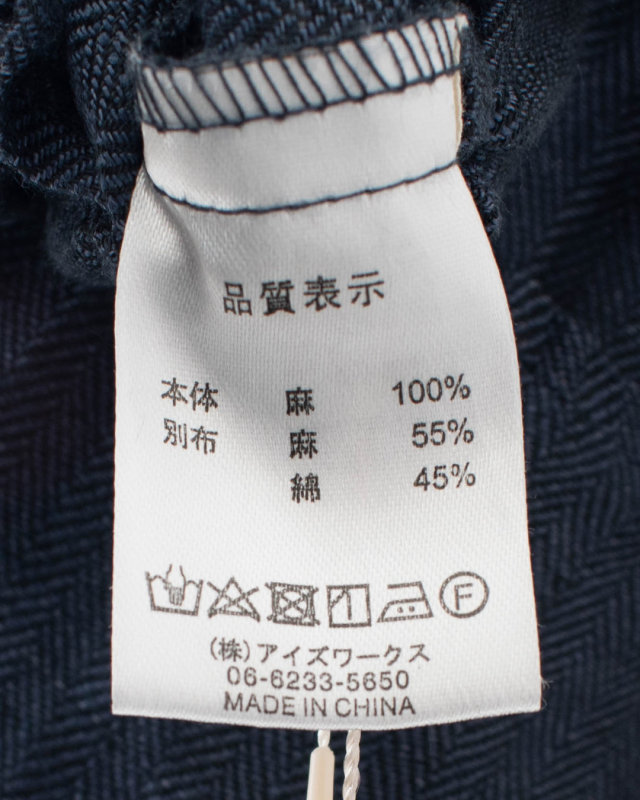 品質表示
本体 麻 100%
別布 麻 55%
綿 45%
F
(株)アイズワークス
06-6233-5650
MADE IN CHINA